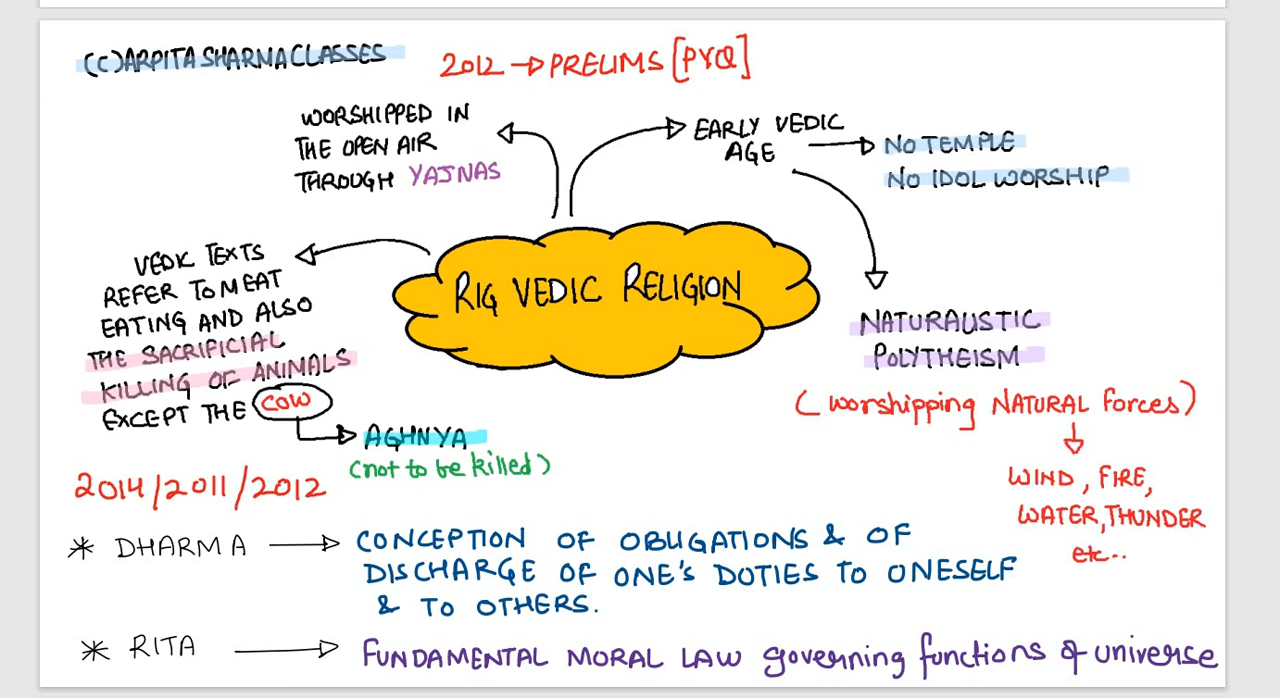 (C)ARPITA SHARMA CLASSES
2012 → PRELIMS [PYQ]
WORSHIPPED IN
THE OPEN AIR
THROUGH YAJNAS
EARLY VEDIC
AGE
NO TEMPLE
NO IDOL WORSHIP
VEDIC TEXTS
REFER TO MEAT
EATING AND ALSO
THE SACRIFICIAL
KILLING OF ANIMALS
EXCEPT THE COW
AGHNYA
(not to be killed)
RIG VEDIC RELIGION
NATURALISTIC
POLYTHEISM
(worshipping NATURAL forces)
WIND, FIRE,
WATER, THUNDER
etc..
2014/2011/2012
* DHARMA → CONCEPTION OF OBLIGATIONS & OF
DISCHARGE OF ONE'S DUTIES TO ONESELF
& TO OTHERS.
* RITA → FUNDAMENTAL MORAL LAW governing functions of universe